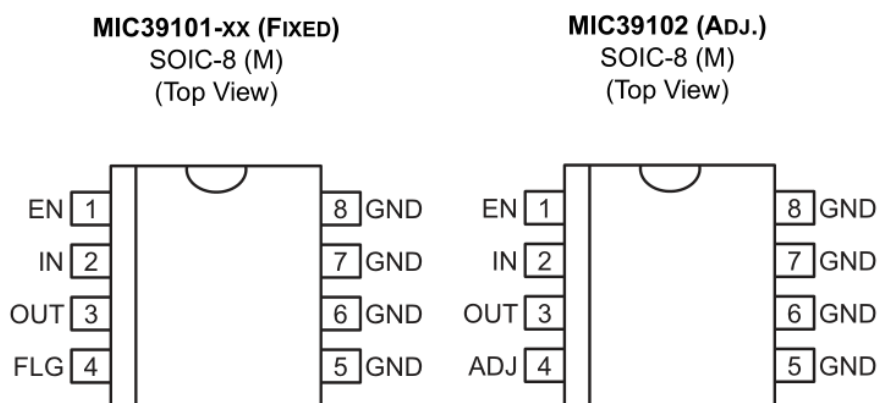 MIC39101-XX (FIXED)
SOIC-8 (M)
(Top View)
EN 1 8 GND
IN 2 7 GND
OUT 3 6 GND
FLG 4 5 GND
MIC39102 (ADJ.)
SOIC-8 (M)
(Top View)
EN 1 8 GND
IN 2 7 GND
OUT 3 6 GND
ADJ 4 5 GND